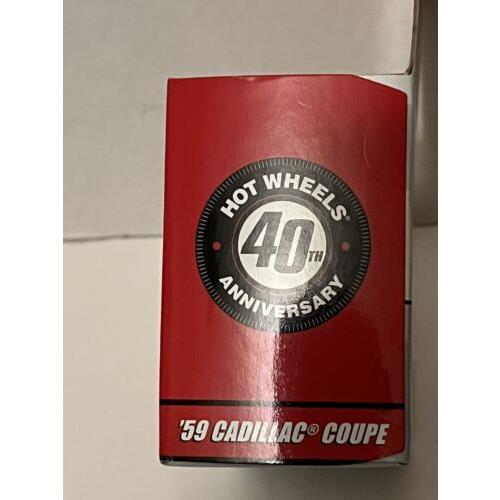 HOT WHEELS®
40TH
ANNIVERSARY
'59 CADILLAC® COUPE